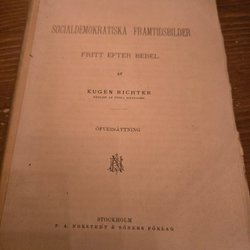 SOCIALDEMOKRATISKA FRAMTIDSBILDER
FRITT EFTER BEBEL
AF
EUGEN RICHTER
ÖFVERSÄTTNING
STOCKHOLM
P. A. NORSTEDT & SÖNERS FÖRLAG